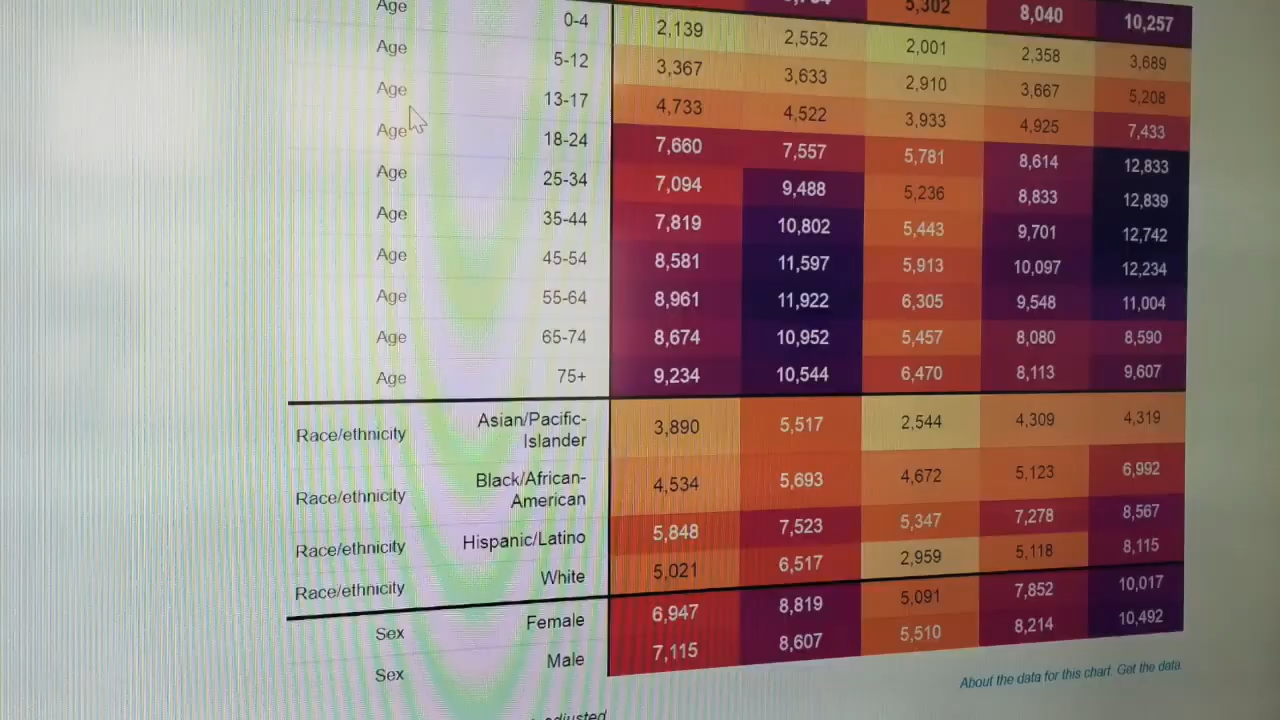 5,302 8,040 10,257
Age 0-4 2,139 2,552 2,001 2,358 3,689
Age 5-12 3,367 3,633 2,910 3,667 5,208
Age 13-17 4,733 4,522 3,933 4,925 7,433
Age 18-24 7,660 7,557 5,781 8,614 12,833
Age 25-34 7,094 9,488 5,236 8,833 12,839
Age 35-44 7,819 10,802 5,443 9,701 12,742
Age 45-54 8,581 11,597 5,913 10,097 12,234
Age 55-64 8,961 11,922 6,305 9,548 11,004
Age 65-74 8,674 10,952 5,457 8,080 8,590
Age 75+ 9,234 10,544 6,470 8,113 9,607
Race/ethnicity Asian/Pacific-
Islander 3,890 5,517 2,544 4,309 4,319
Race/ethnicity Black/African-
American 4,534 5,693 4,672 5,123 6,992
Race/ethnicity Hispanic/Latino 5,848 7,523 5,347 7,278 8,567
Race/ethnicity White 5,021 6,517 2,959 5,118 8,115
Sex Female 6,947 8,819 5,091 7,852 10,017
Sex Male 7,115 8,607 5,510 8,214 10,492
About the data for this chart. Get the data.
adjusted